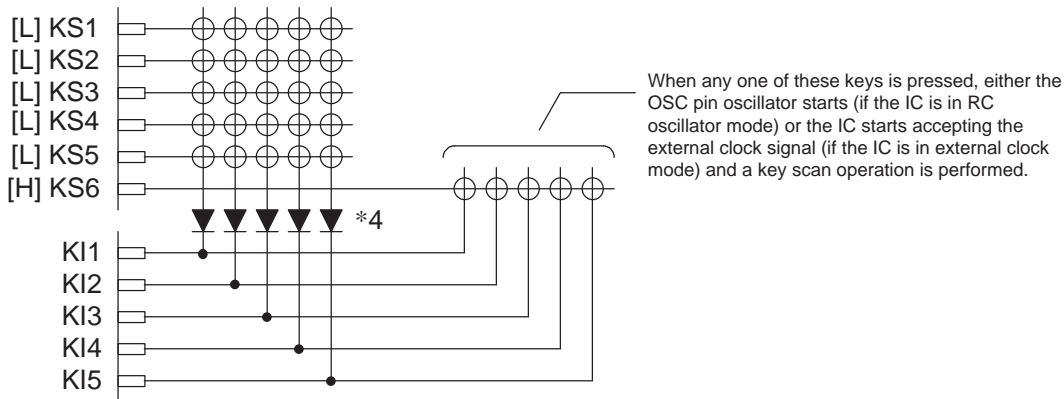 [L] KS1
[L] KS2
[L] KS3
[L] KS4
[L] KS5
[H] KS6
When any one of these keys is pressed, either the
OSC pin oscillator starts (if the IC is in RC
oscillator mode) or the IC starts accepting the
external clock signal (if the IC is in external clock
mode) and a key scan operation is performed.
*4
KI1
KI2
KI3
KI4
KI5